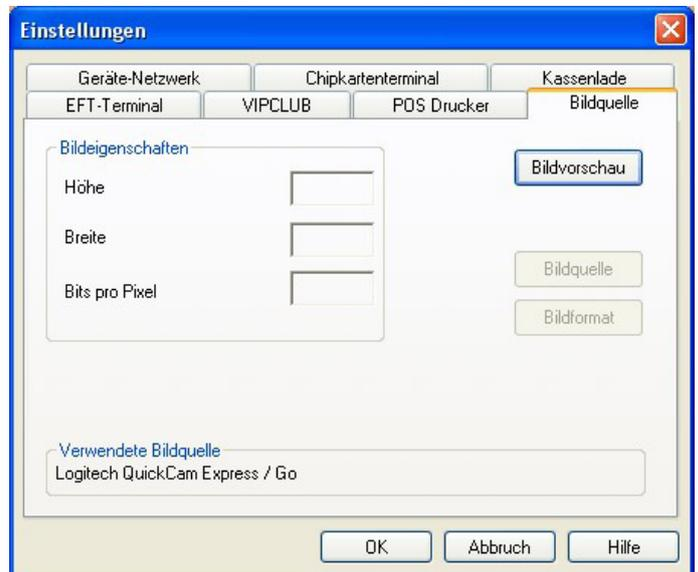 Einstellungen
Geräte-Netzwerk Chipkartenterminal Kassenlade
EFT-Terminal VIPCLUB POS Drucker Bildquelle
Bildeigenschaften
Höhe
Breite
Bits pro Pixel
Bildvorschau
Bildquelle
Bildformat
Verwendete Bildquelle
Logitech QuickCam Express / Go
OK Abbruch Hilfe